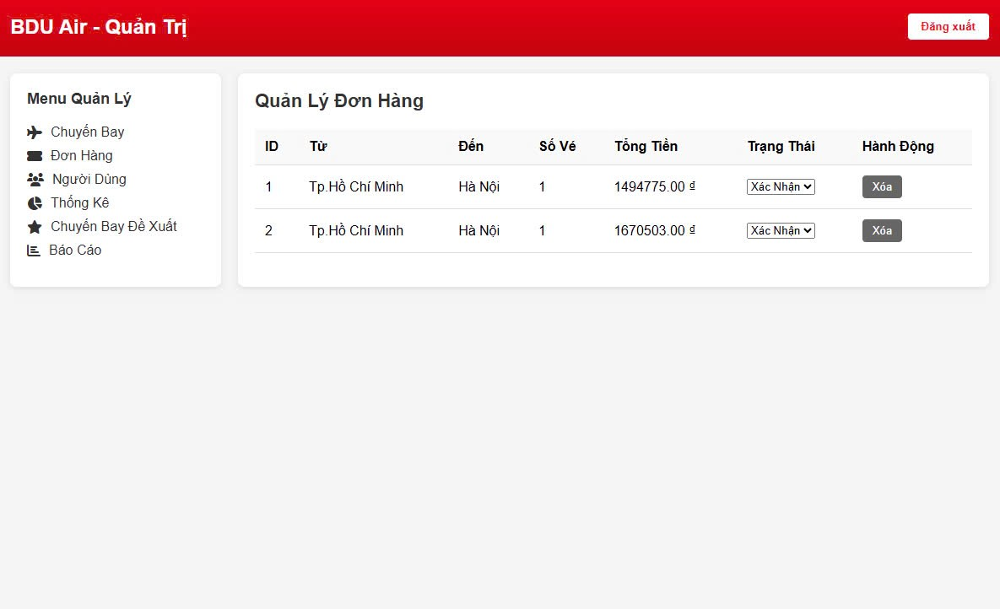 BDU Air - Quản Trị
Đăng xuất
Menu Quản Lý
Chuyến Bay
Đơn Hàng
Người Dùng
Thống Kê
Chuyến Bay Đề Xuất
Báo Cáo
Quản Lý Đơn Hàng
ID Từ Đến Số Vé Tổng Tiền Trạng Thái Hành Động
1 Tp.Hồ Chí Minh Hà Nội 1 1494775.00 ₫ Xác Nhận Xóa
2 Tp.Hồ Chí Minh Hà Nội 1 1670503.00 ₫ Xác Nhận Xóa